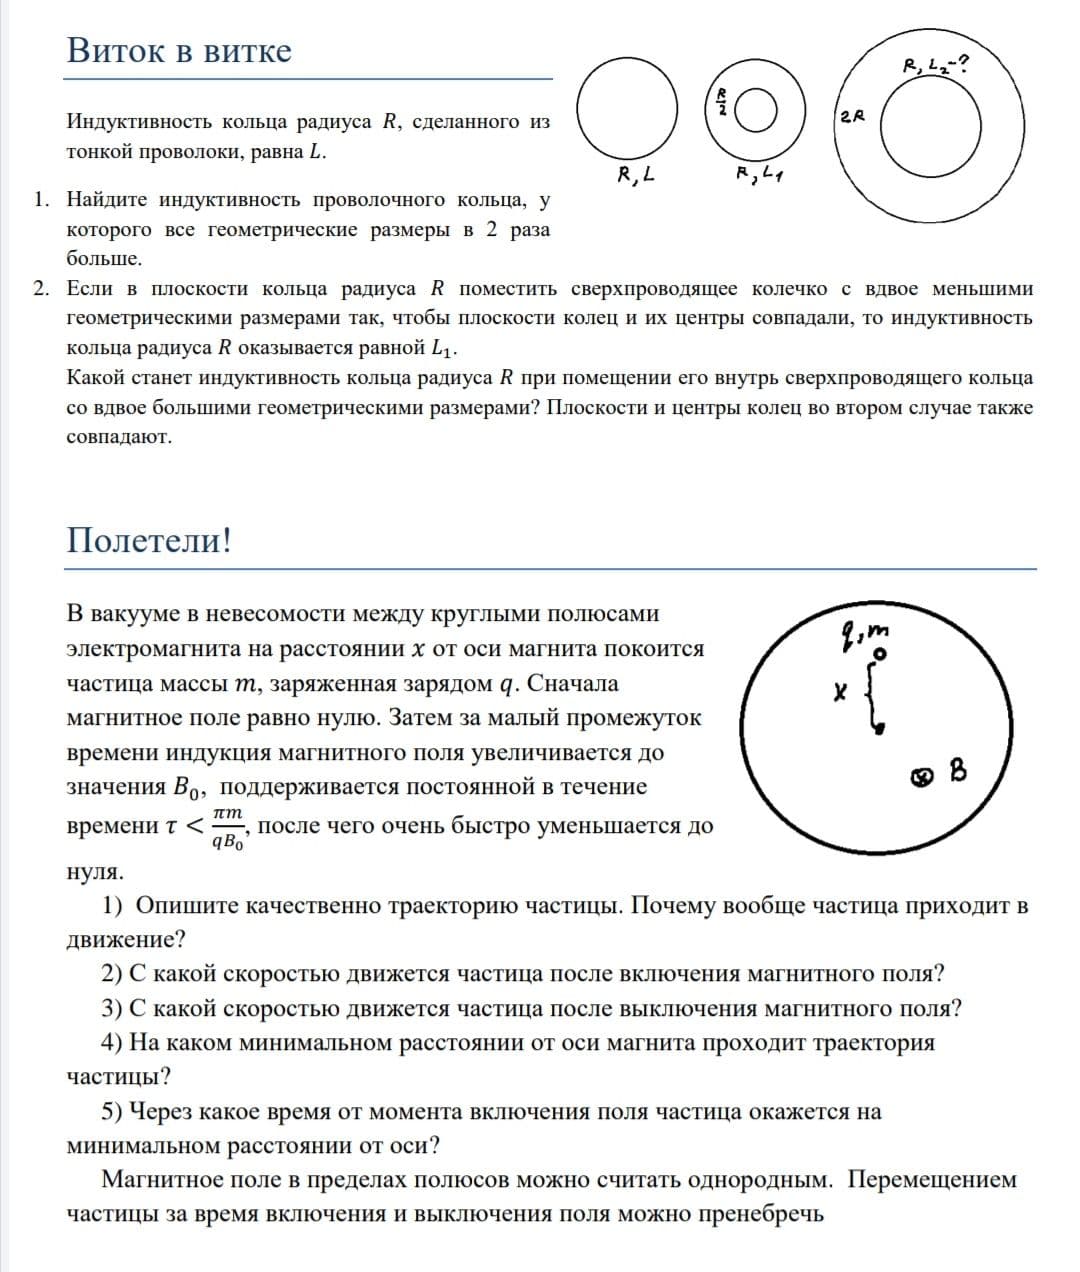 Виток в витке
R, L
R/2
R, L₁
R, L₂-?
2R
Индуктивность кольца радиуса R, сделанного из
тонкой проволоки, равна L.
1. Найдите индуктивность проволочного кольца, у
которого все геометрические размеры в 2 раза
больше.
2. Если в плоскости кольца радиуса R поместить сверхпроводящее колечко с вдвое меньшими
геометрическими размерами так, чтобы плоскости колец и их центры совпадали, то индуктивность
кольца радиуса R оказывается равной L₁.
Какой станет индуктивность кольца радиуса R при помещении его внутрь сверхпроводящего кольца
со вдвое большими геометрическими размерами? Плоскости и центры колец во втором случае также
совпадают.
Полетели!
В вакууме в невесомости между круглыми полюсами
электромагнита на расстоянии x от оси магнита покоится
частица массы m, заряженная зарядом q. Сначала
магнитное поле равно нулю. Затем за малый промежуток
времени индукция магнитного поля увеличивается до
значения B₀, поддерживается постоянной в течение
времени τ < πm/qB₀, после чего очень быстро уменьшается до
нуля.
q, m
x
B
1) Опишите качественно траекторию частицы. Почему вообще частица приходит в
движение?
2) С какой скоростью движется частица после включения магнитного поля?
3) С какой скоростью движется частица после выключения магнитного поля?
4) На каком минимальном расстоянии от оси магнита проходит траектория
частицы?
5) Через какое время от момента включения поля частица окажется на
минимальном расстоянии от оси?
Магнитное поле в пределах полюсов можно считать однородным. Перемещением
частицы за время включения и выключения поля можно пренебречь